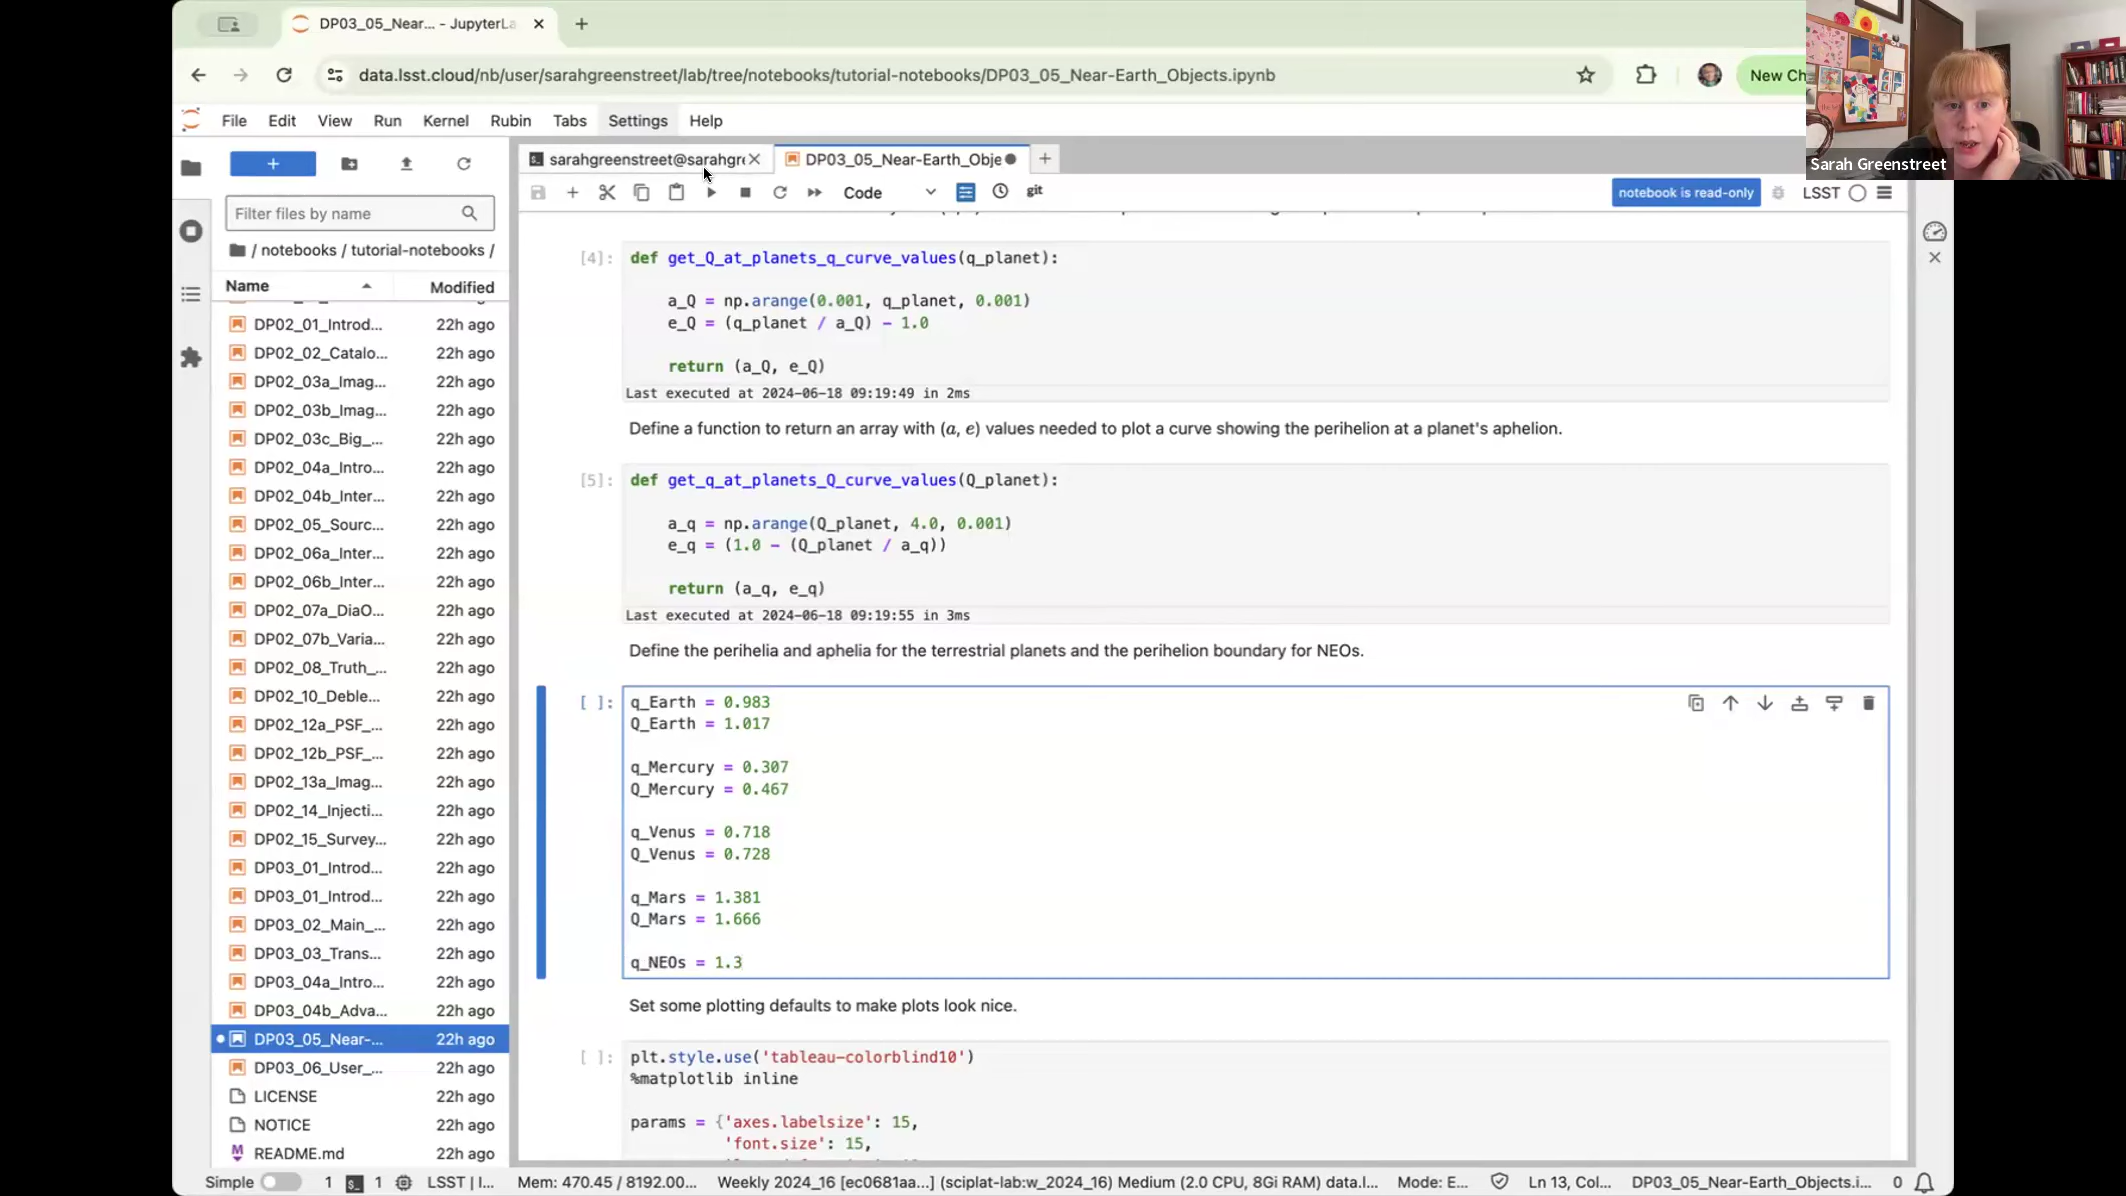 DP03_05_Near... - JupyterLa
data.lsst.cloud/nb/user/sarahgreenstreet/lab/tree/notebooks/tutorial-notebooks/DP03_05_Near-Earth_Objects.ipynb
New Ch
Sarah Greenstreet
File Edit View Run Kernel Rubin Tabs Settings Help
sarahgreenstreet@sarahgre
DP03_05_Near-Earth_Obje
Code
git
notebook is read-only
LSST
Filter files by name
/ notebooks / tutorial-notebooks /
Name Modified
DP02_01_Introd... 22h ago
DP02_02_Catalo... 22h ago
DP02_03a_Imag... 22h ago
DP02_03b_Imag... 22h ago
DP02_03c_Big_... 22h ago
DP02_04a_Intro... 22h ago
DP02_04b_Inter... 22h ago
DP02_05_Sourc... 22h ago
DP02_06a_Inter... 22h ago
DP02_06b_Inter... 22h ago
DP02_07a_DiaO... 22h ago
DP02_07b_Varia... 22h ago
DP02_08_Truth_... 22h ago
DP02_10_Deble... 22h ago
DP02_12a_PSF_... 22h ago
DP02_12b_PSF_... 22h ago
DP02_13a_Imag... 22h ago
DP02_14_Injecti... 22h ago
DP02_15_Survey... 22h ago
DP03_01_Introd... 22h ago
DP03_01_Introd... 22h ago
DP03_02_Main_... 22h ago
DP03_03_Trans... 22h ago
DP03_04a_Intro... 22h ago
DP03_04b_Adva... 22h ago
DP03_05_Near-... 22h ago
DP03_06_User_... 22h ago
LICENSE 22h ago
NOTICE 22h ago
README.md 22h ago
[4]: def get_Q_at_planets_q_curve_values(q_planet):
a_Q = np.arange(0.001, q_planet, 0.001)
e_Q = (q_planet / a_Q) - 1.0
return (a_Q, e_Q)
Last executed at 2024-06-18 09:19:49 in 2ms
Define a function to return an array with (a, e) values needed to plot a curve showing the perihelion at a planet's aphelion.
[5]: def get_q_at_planets_Q_curve_values(Q_planet):
a_q = np.arange(Q_planet, 4.0, 0.001)
e_q = (1.0 - (Q_planet / a_q))
return (a_q, e_q)
Last executed at 2024-06-18 09:19:55 in 3ms
Define the perihelia and aphelia for the terrestrial planets and the perihelion boundary for NEOs.
[ ]: q_Earth = 0.983
Q_Earth = 1.017
q_Mercury = 0.307
Q_Mercury = 0.467
q_Venus = 0.718
Q_Venus = 0.728
q_Mars = 1.381
Q_Mars = 1.666
q_NEOs = 1.3
Set some plotting defaults to make plots look nice.
[ ]: plt.style.use('tableau-colorblind10')
%matplotlib inline
params = {'axes.labelsize': 15,
'font.size': 15,
Simple 1 1 LSST | I... Mem: 470.45 / 8192.00... Weekly 2024_16 [ec0681aa...] (sciplat-lab:w_2024_16) Medium (2.0 CPU, 8Gi RAM) data.l... Mode: E... Ln 13, Col... DP03_05_Near-Earth_Objects.i... 0